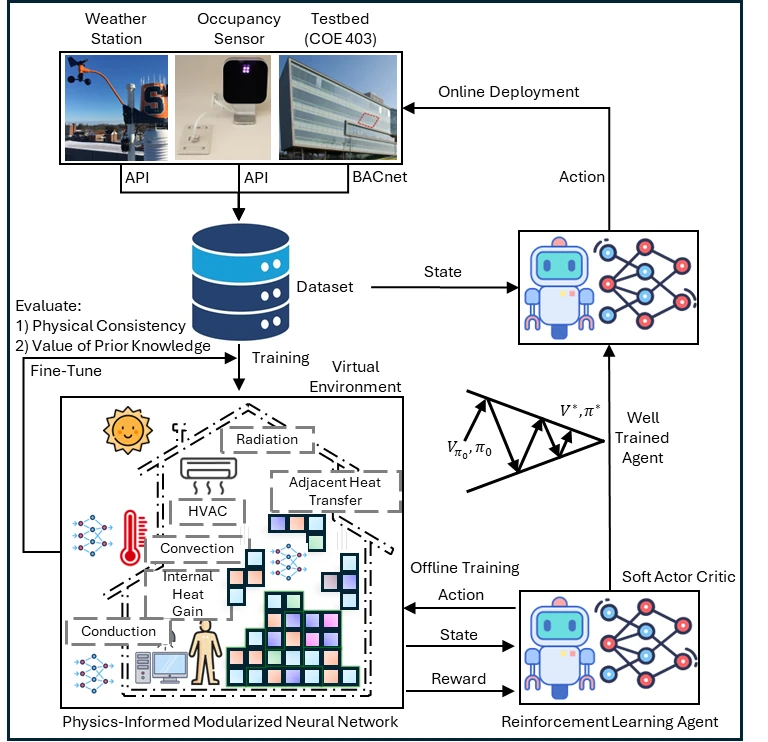 Weather
Station
Occupancy
Sensor
Testbed
(COE 403)
S
API
API
BACnet
Online Deployment
Action
Dataset
State
Evaluate:
1) Physical Consistency
2) Value of Prior Knowledge
Fine-Tune
Training
Virtual
Environment
Radiation
Adjacent Heat
Transfer
HVAC
Convection
Internal
Heat
Gain
Conduction
V*, π*
Vπ₀, π₀
Well
Trained
Agent
Offline Training
Soft Actor Critic
Action
State
Reward
Physics-Informed Modularized Neural Network
Reinforcement Learning Agent